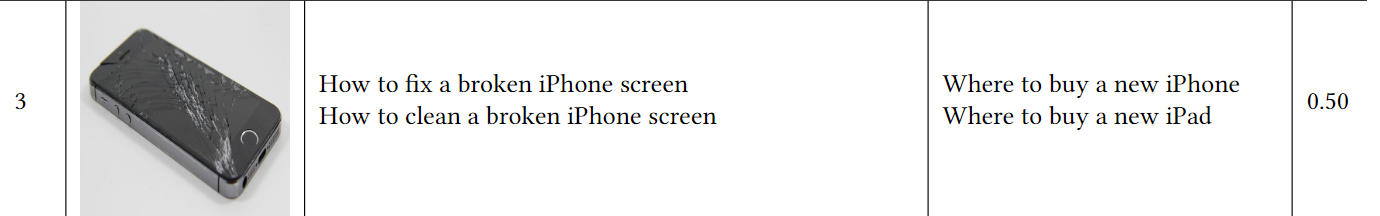 3
How to fix a broken iPhone screen
How to clean a broken iPhone screen
Where to buy a new iPhone
Where to buy a new iPad
0.50